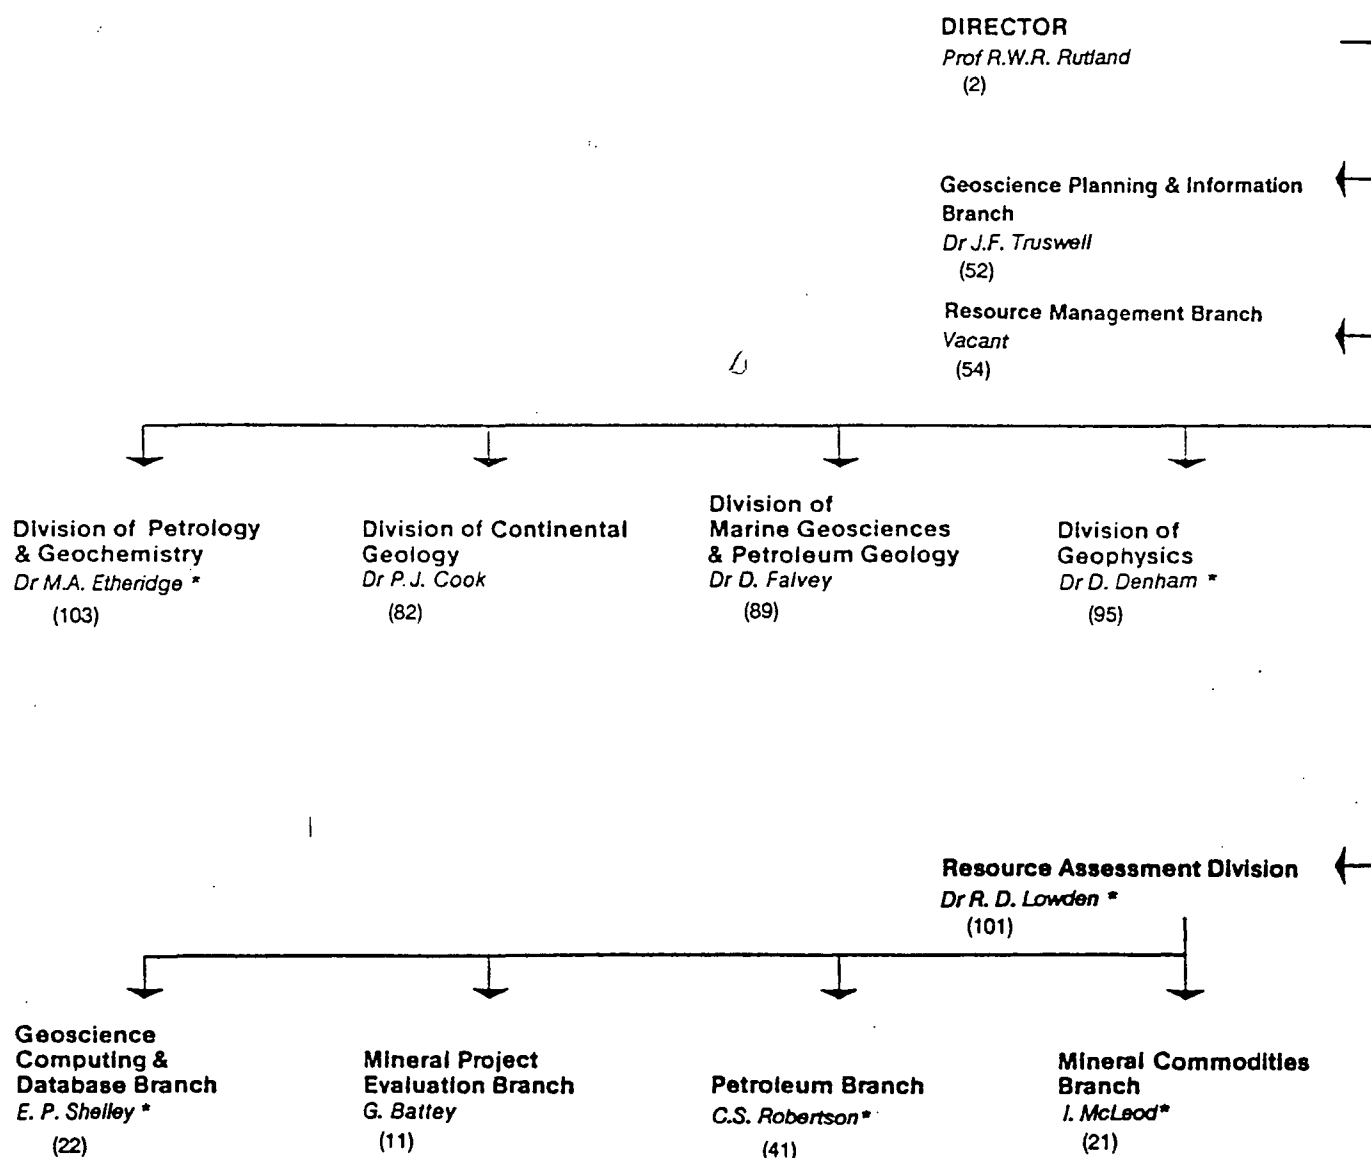 DIRECTOR
Prof R.W.R. Rutland
(2)
Geoscience Planning & Information
Branch
Dr J.F. Truswell
(52)
Resource Management Branch
Vacant
(54)
Division of Petrology
& Geochemistry
Dr M.A. Etheridge *
(103)
Division of Continental
Geology
Dr P.J. Cook
(82)
Division of
Marine Geosciences
& Petroleum Geology
Dr D. Falvey
(89)
Division of
Geophysics
Dr D. Denham *
(95)
Resource Assessment Division
Dr R. D. Lowden *
(101)
Geoscience
Computing &
Database Branch
E. P. Shelley *
(22)
Mineral Project
Evaluation Branch
G. Battey
(11)
Petroleum Branch
C.S. Robertson*
(41)
Mineral Commodities
Branch
I. McLeod*
(21)